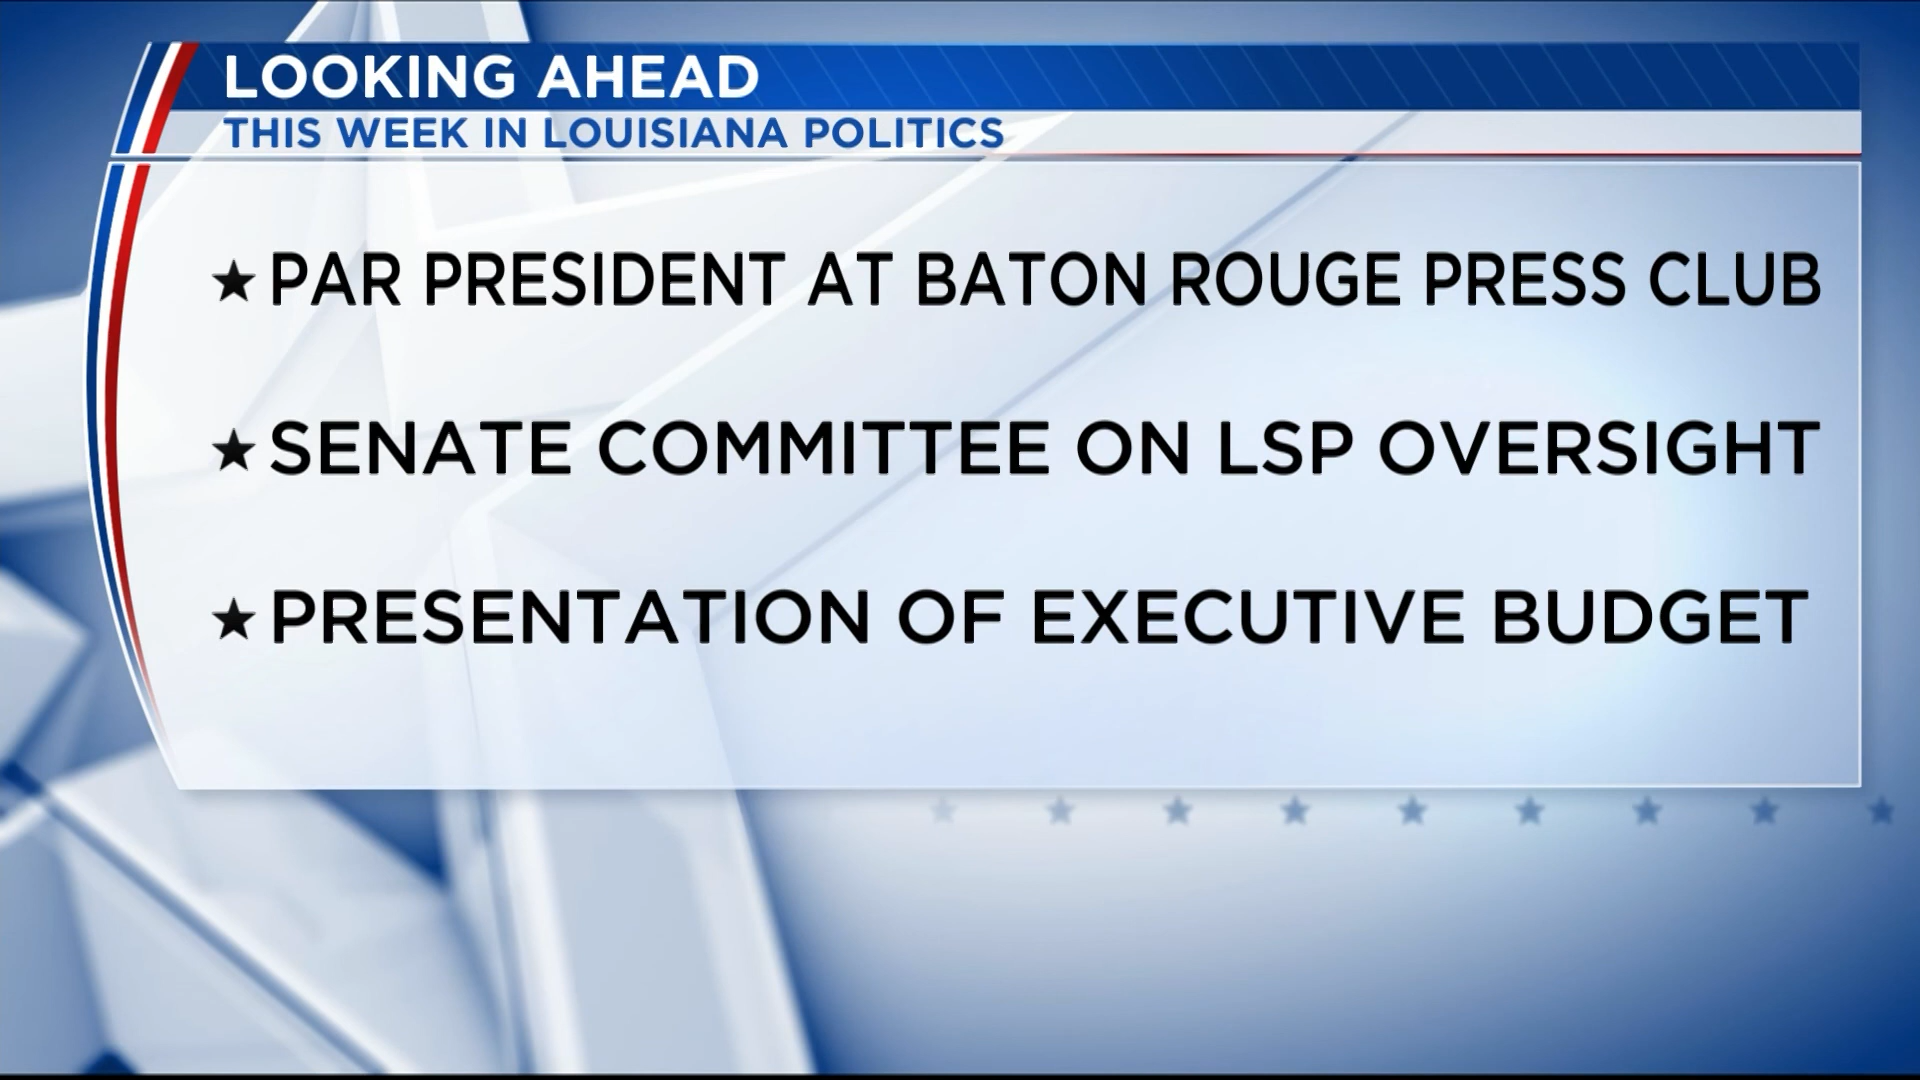 LOOKING AHEAD
THIS WEEK IN LOUISIANA POLITICS
★ PAR PRESIDENT AT BATON ROUGE PRESS CLUB
★ SENATE COMMITTEE ON LSP OVERSIGHT
★ PRESENTATION OF EXECUTIVE BUDGET